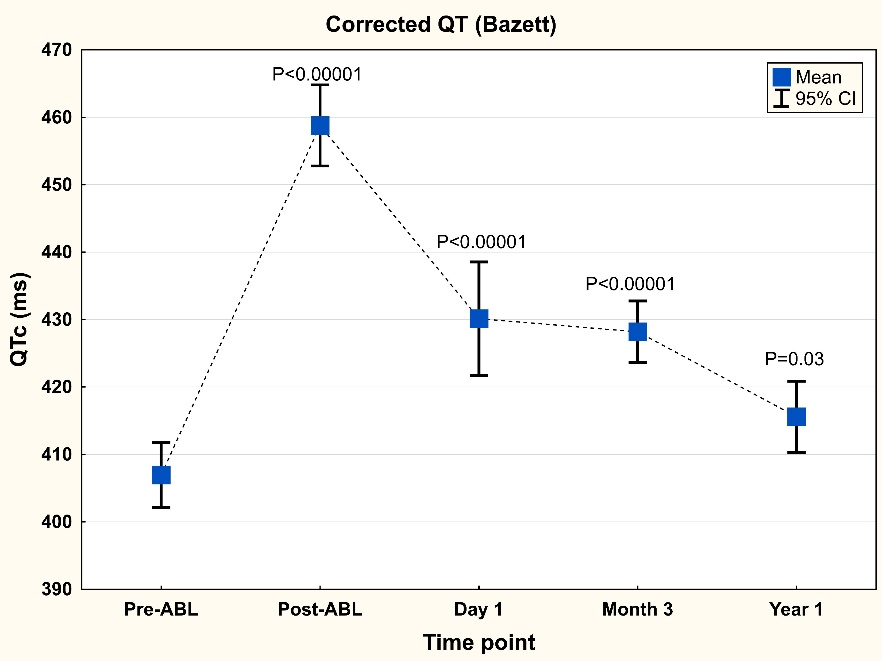 Corrected QT (Bazett)
470
460
450
440
430
420
410
400
390
QTc (ms)
P<0.00001
P<0.00001
P<0.00001
P=0.03
Mean
95% CI
Pre-ABL
Post-ABL
Day 1
Month 3
Year 1
Time point